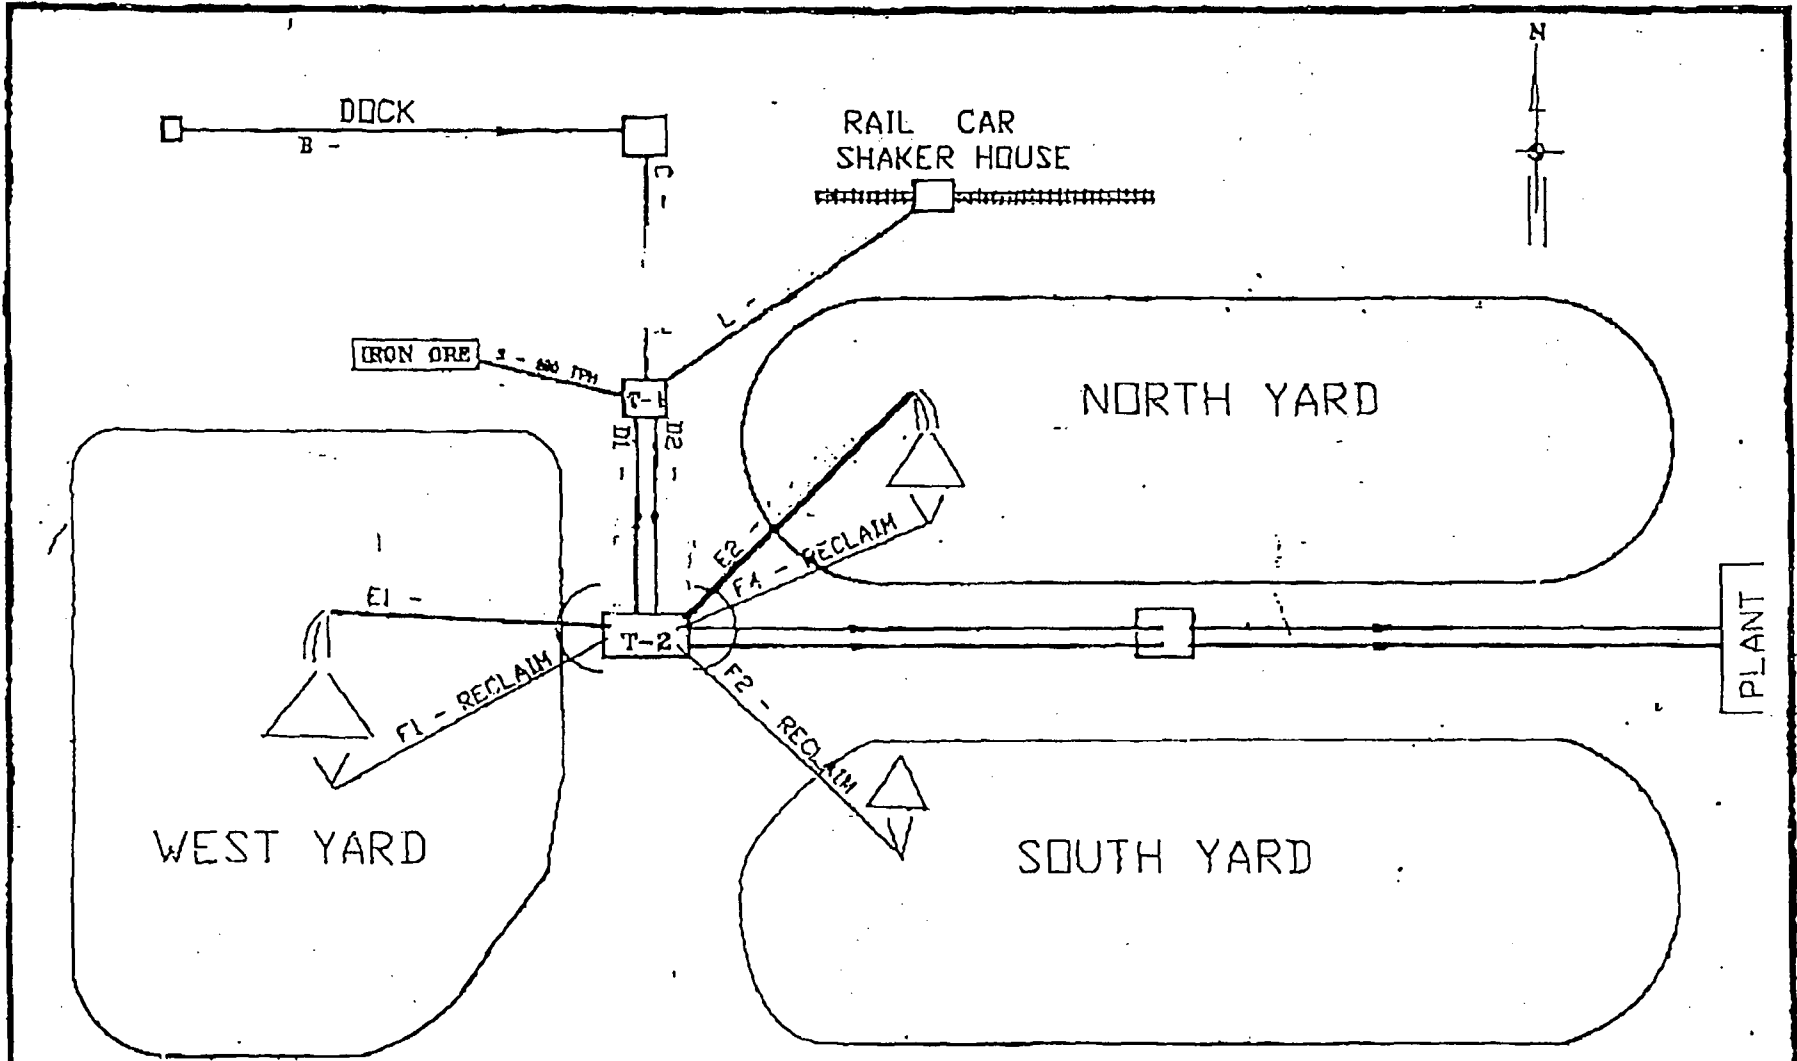 N
DOCK
B -
C -
RAIL CAR
SHAKER HOUSE
L -
IRON ORE
T-1
D1 -
D2 -
NORTH YARD
E2 -
F4 - RECLAIM
E1 -
T-2
F1 - RECLAIM
F2 - RECLAIM
PLANT
WEST YARD
SOUTH YARD